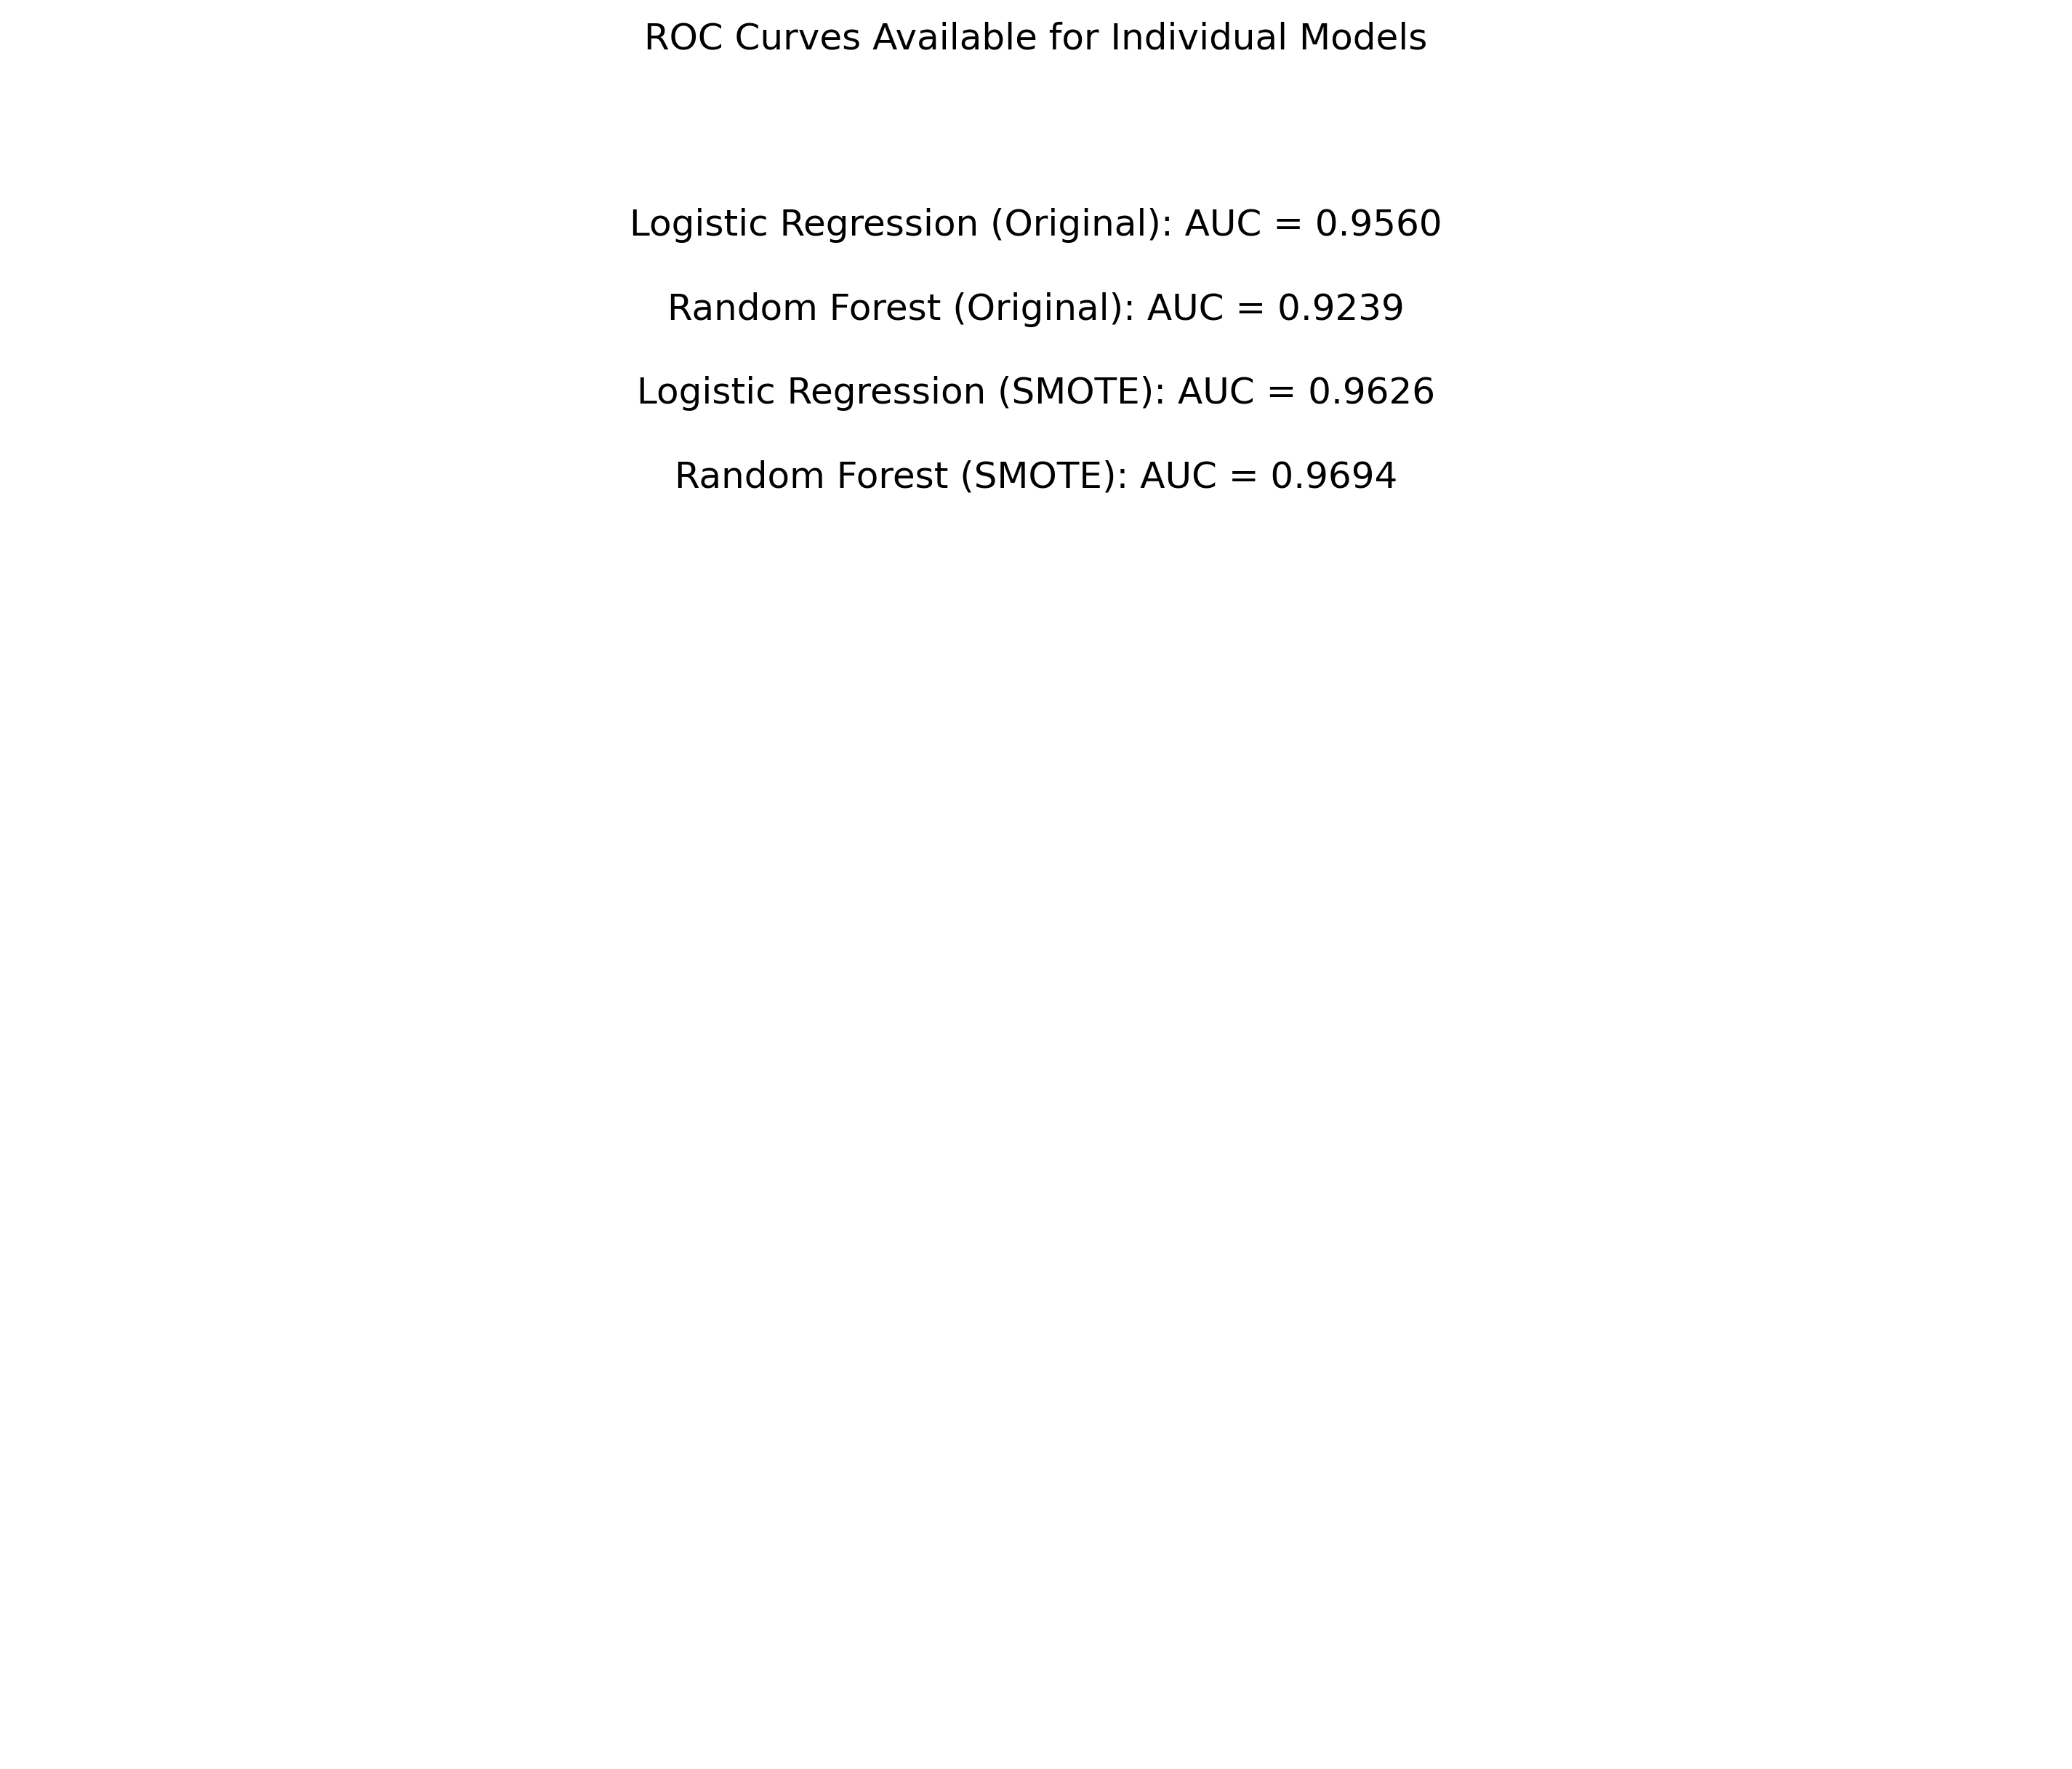 ROC Curves Available for Individual Models
Logistic Regression (Original): AUC = 0.9560
Random Forest (Original): AUC = 0.9239
Logistic Regression (SMOTE): AUC = 0.9626
Random Forest (SMOTE): AUC = 0.9694